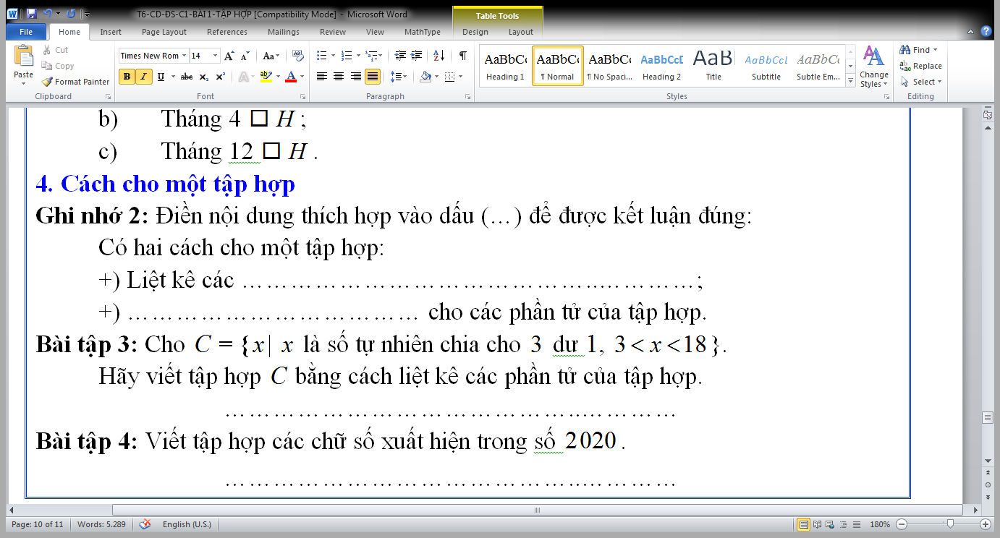 T6-CD-ĐS-C1-BÀI1-TẬP HỢP [Compatibility Mode] - Microsoft Word
Table Tools
File Home Insert Page Layout References Mailings Review View MathType Design Layout
Paste
Cut
Copy
Format Painter
Clipboard
Times New Rom 14
B I U abc x₂ x² A ab A
Font
Paragraph
AaBbCc AaBbCc AaBbCc AaBbCcD AaB AaBbCcL AaBbCc
Heading 1 ¶ Normal ¶ No Spaci... Heading 2 Title Subtitle Subtle Em...
Change Styles
Styles
Find
Replace
Select
Editing
b) Tháng 4 □ H ;
c) Tháng 12 □ H .
4. Cách cho một tập hợp
Ghi nhớ 2: Điền nội dung thích hợp vào dấu (…) để được kết luận đúng:
Có hai cách cho một tập hợp:
+) Liệt kê các ……………………………………………………;
+) ……………………………… cho các phần tử của tập hợp.
Bài tập 3: Cho C = {x| x là số tự nhiên chia cho 3 dư 1, 3 < x < 18}.
Hãy viết tập hợp C bằng cách liệt kê các phần tử của tập hợp.
……………………………………………………
Bài tập 4: Viết tập hợp các chữ số xuất hiện trong số 2020 .
……………………………………………………
Page: 10 of 11 Words: 5.289 English (U.S.) 180%